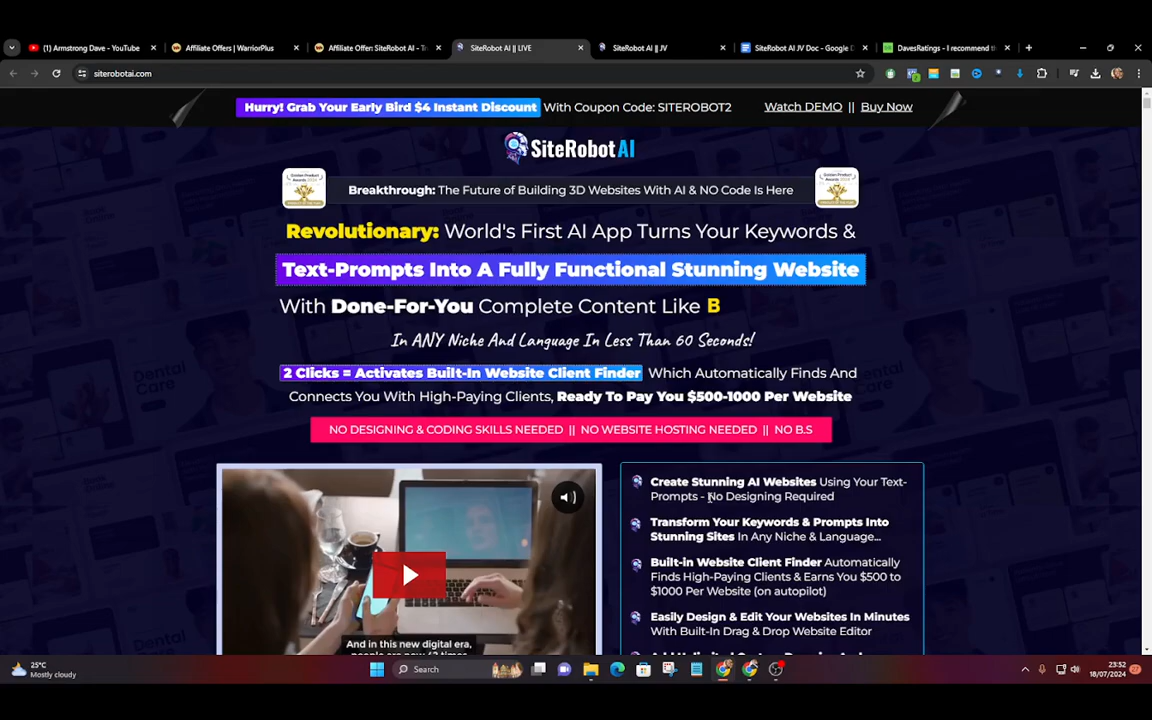 (1) Armstrong Dave - YouTube
Affiliate Offers | WarriorPlus
Affiliate Offer: SiteRobot AI - Tr
SiteRobot AI || LIVE
SiteRobot AI || JV
SiteRobot AI JV Doc - Google D
DavesRatings - I recommend th
siterobotai.com
Hurry! Grab Your Early Bird $4 Instant Discount With Coupon Code: SITEROBOT2 Watch DEMO || Buy Now
SiteRobot AI
Breakthrough: The Future of Building 3D Websites With AI & NO Code Is Here
Revolutionary: World's First AI App Turns Your Keywords &
Text-Prompts Into A Fully Functional Stunning Website
With Done-For-You Complete Content Like B
In ANY Niche And Language In Less Than 60 Seconds!
2 Clicks = Activates Built-In Website Client Finder Which Automatically Finds And
Connects You With High-Paying Clients, Ready To Pay You $500-1000 Per Website
NO DESIGNING & CODING SKILLS NEEDED || NO WEBSITE HOSTING NEEDED || NO B.S
Dental
Care
And in this new digital era,
Create Stunning AI Websites Using Your Text-
Prompts - No Designing Required
Transform Your Keywords & Prompts Into
Stunning Sites In Any Niche & Language...
Built-in Website Client Finder Automatically
Finds High-Paying Clients & Earns You $500 to
$1000 Per Website (on autopilot)
Easily Design & Edit Your Websites In Minutes
With Built-In Drag & Drop Website Editor
25°C
Mostly cloudy
Search
23:52
18/07/2024